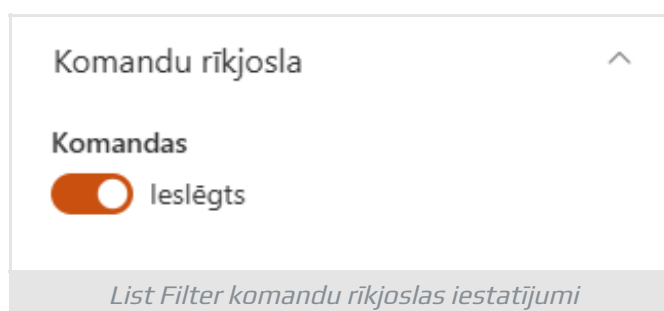 Komandu rīkjosla
Komandas
Ieslēgts
List Filter komandu rīkjoslas iestatījumi